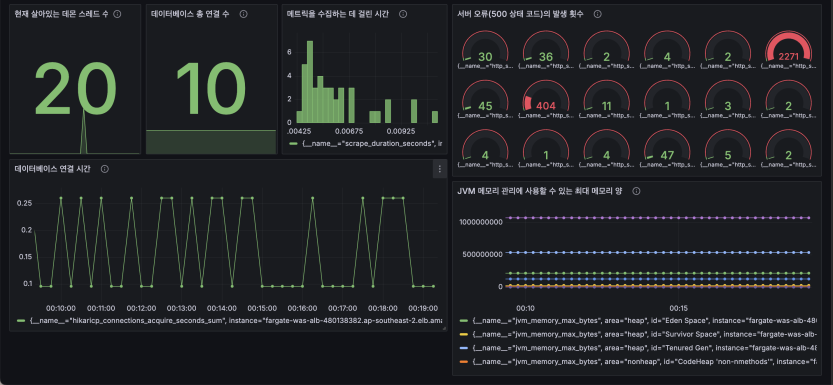 현재 살아있는 데몬 스레드 수
20
데이터베이스 총 연결 수
10
메트릭을 수집하는 데 걸린 시간
6
4
2
0
.00425 0.00675 0.00925
{__name__="scrape_duration_seconds", in
서버 오류(500 상태 코드)의 발생 횟수
30 36 2 4 2 2271
{__name__="http_s... {__name__="http_s... {__name__="http_s... {__name__="http_s... {__name__="http_s... {__name__="http_s...
45 404 11 1 3 2
{__name__="http_s... {__name__="http_s... {__name__="http_s... {__name__="http_s... {__name__="http_s... {__name__="http_s...
4 1 4 47 5 2
{__name__="http_s... {__name__="http_s... {__name__="http_s... {__name__="http_s... {__name__="http_s... {__name__="http_s...
데이터베이스 연결 시간
0.25
0.2
0.15
0.1
00:10:00 00:11:00 00:12:00 00:13:00 00:14:00 00:15:00 00:16:00 00:17:00 00:18:00 00:19:00
{__name__="hikaricp_connections_acquire_seconds_sum", instance="fargate-was-alb-480138382.ap-southeast-2.elb.ama
JVM 메모리 관리에 사용할 수 있는 최대 메모리 양
1000000000
500000000
0
00:10 00:15
{__name__="jvm_memory_max_bytes", area="heap", id="Eden Space", instance="fargate-was-alb-480
{__name__="jvm_memory_max_bytes", area="heap", id="Survivor Space", instance="fargate-was-alb
{__name__="jvm_memory_max_bytes", area="heap", id="Tenured Gen", instance="fargate-was-alb-48
{__name__="jvm_memory_max_bytes", area="nonheap", id="CodeHeap 'non-nmethods'", instance="fa